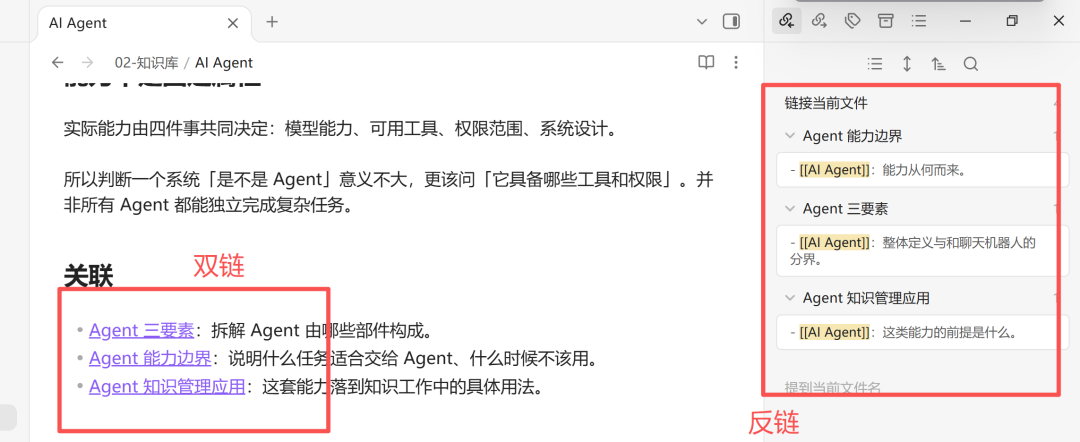 AI Agent
02-知识库 / AI Agent
实际能力由四件事共同决定：模型能力、可用工具、权限范围、系统设计。
所以判断一个系统「是不是 Agent」意义不大，更该问「它具备哪些工具和权限」。并
非所有 Agent 都能独立完成复杂任务。
双链
关联
• Agent 三要素：拆解 Agent 由哪些部件构成。
• Agent 能力边界：说明什么任务适合交给 Agent、什么时候不该用。
• Agent 知识管理应用：这套能力落到知识工作中的具体用法。
链接当前文件
Agent 能力边界
- [[AI Agent]]：能力从何而来。
Agent 三要素
- [[AI Agent]]：整体定义与和聊天机器人的
分界。
Agent 知识管理应用
- [[AI Agent]]：这类能力的前提是什么。
提到当前文件名
反链